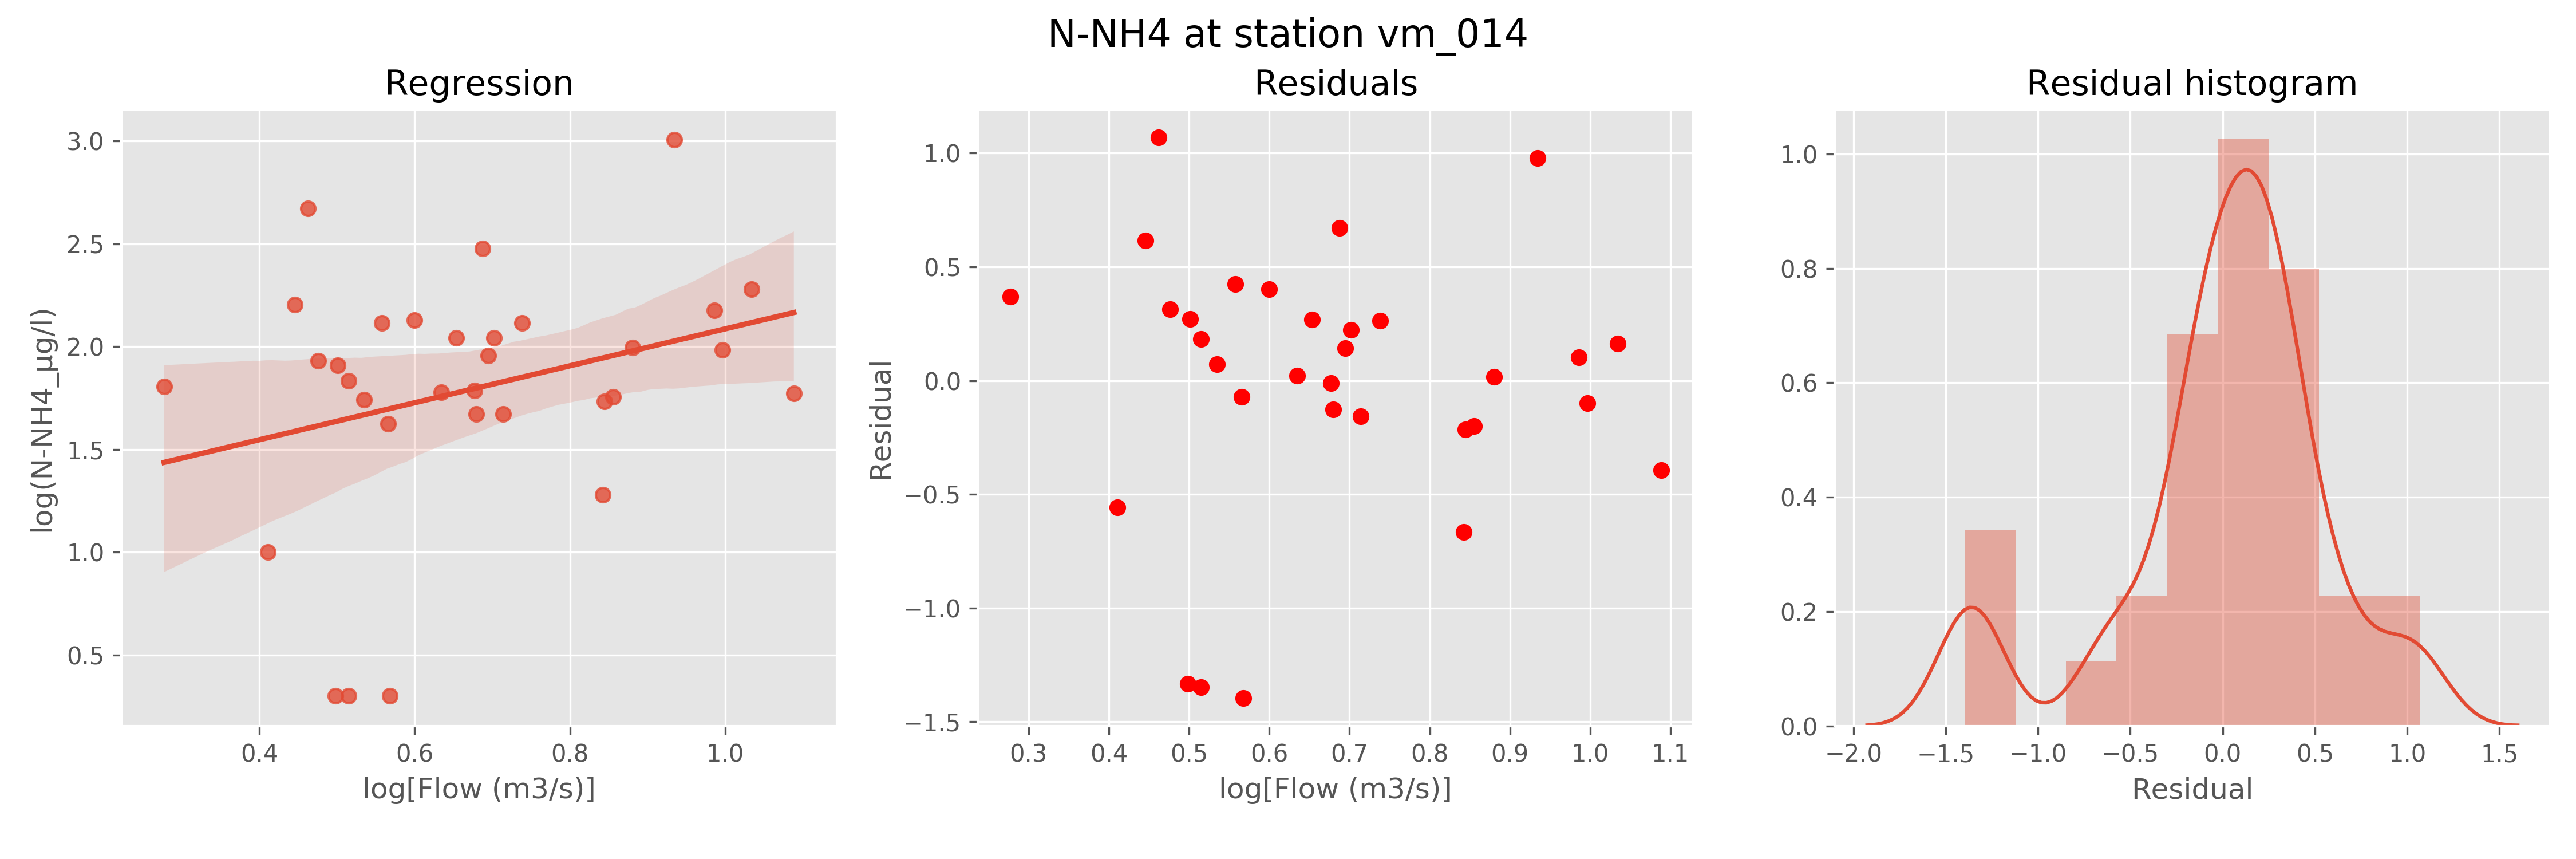 N-NH4 at station vm_014
Regression
3.0
2.5
2.0
1.5
1.0
0.5
log(N-NH4_µg/l)
0.4 0.6 0.8 1.0
log[Flow (m3/s)]
Residuals
1.0
0.5
0.0
−0.5
−1.0
−1.5
Residual
0.3 0.4 0.5 0.6 0.7 0.8 0.9 1.0 1.1
log[Flow (m3/s)]
Residual histogram
1.0
0.8
0.6
0.4
0.2
0.0
−2.0 −1.5 −1.0 −0.5 0.0 0.5 1.0 1.5
Residual